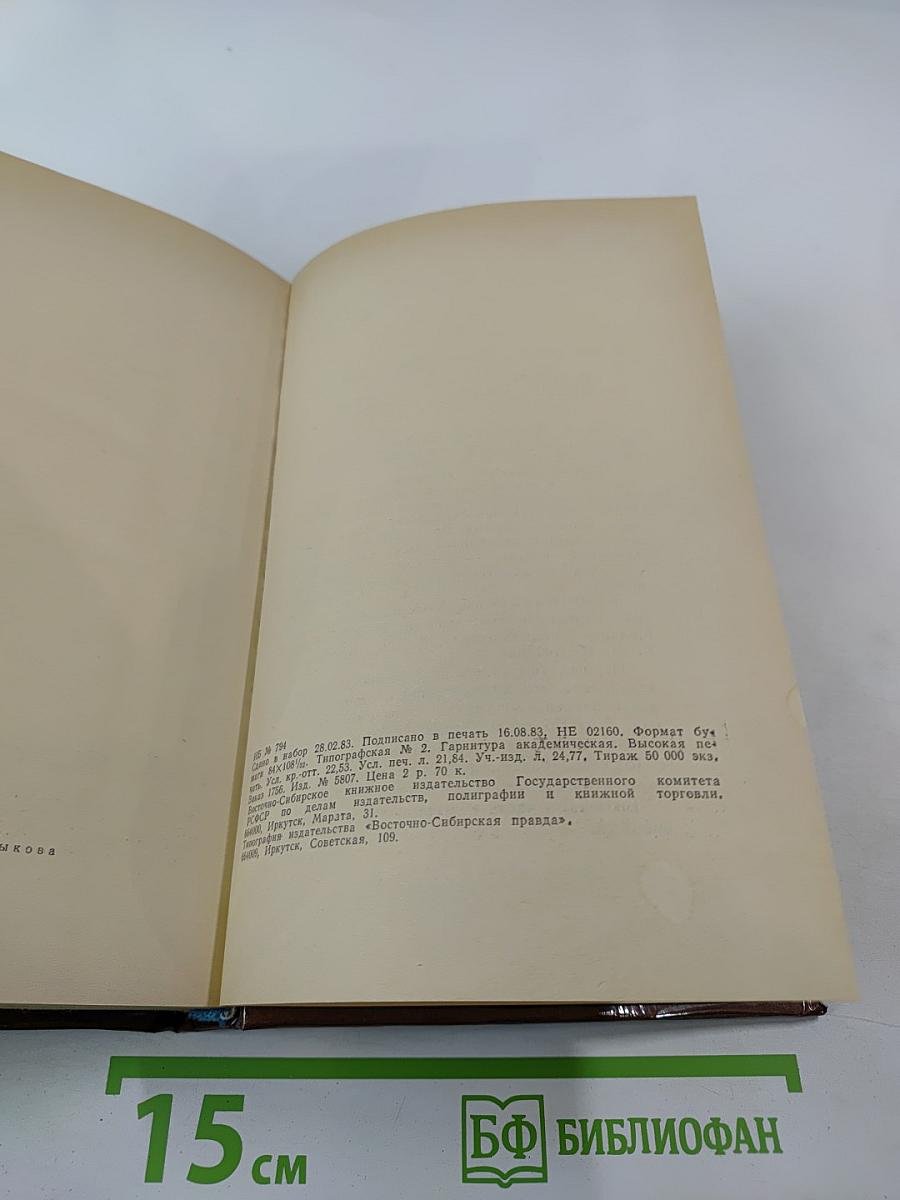 ыкова
ИБ № 794
Сдано в набор 28.02.83. Подписано в печать 16.08.83. НЕ 02160. Формат бу-
маги 84×108 1/32. Типографская № 2. Гарнитура академическая. Высокая пе-
чать. Усл. кр.-отт. 22,53. Усл. печ. л. 21,84. Уч.-изд. л. 24,77. Тираж 50 000 экз.
Заказ 1756. Изд. № 5807. Цена 2 р. 70 к.
Восточно-Сибирское книжное издательство Государственного комитета
РСФСР по делам издательств, полиграфии и книжной торговли.
664000, Иркутск, Марата, 31.
Типография издательства «Восточно-Сибирская правда».
664009, Иркутск, Советская, 109.
15 см
БФ БИБЛИОФАН